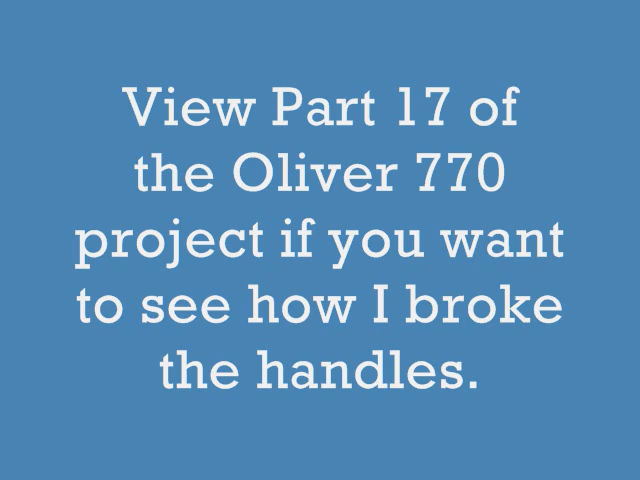 View Part 17 of
the Oliver 770
project if you want
to see how I broke
the handles.